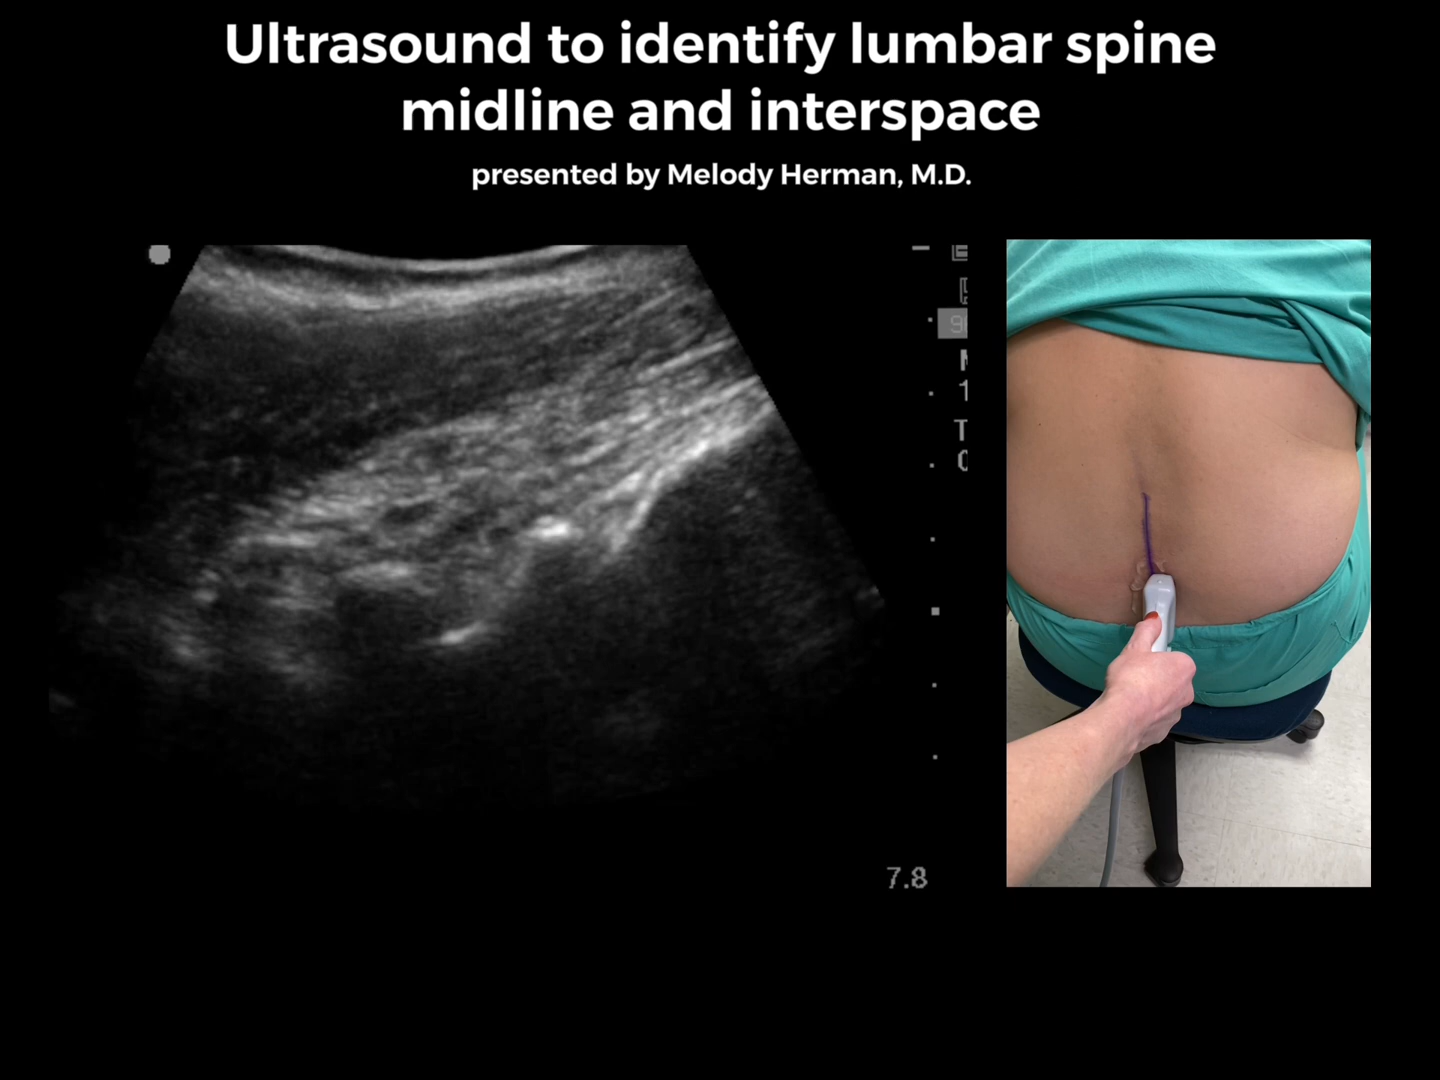 Ultrasound to identify lumbar spine
midline and interspace
presented by Melody Herman, M.D.
7.8